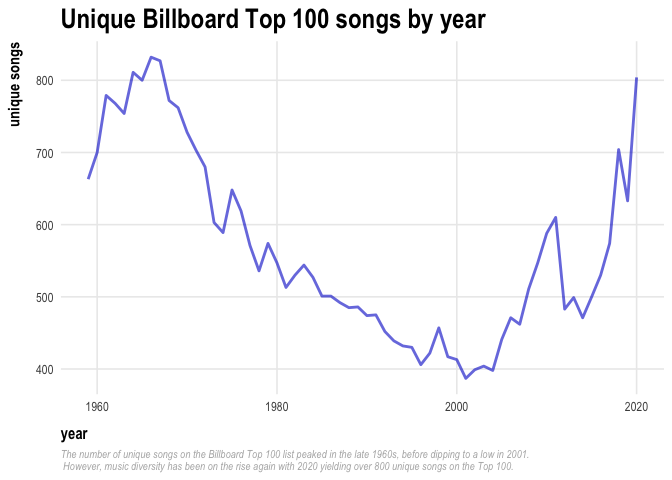 Unique Billboard Top 100 songs by year
unique songs
800
700
600
500
400
1960
1980
2000
2020
year
The number of unique songs on the Billboard Top 100 list peaked in the late 1960s, before dipping to a low in 2001.
However, music diversity has been on the rise again with 2020 yielding over 800 unique songs on the Top 100.